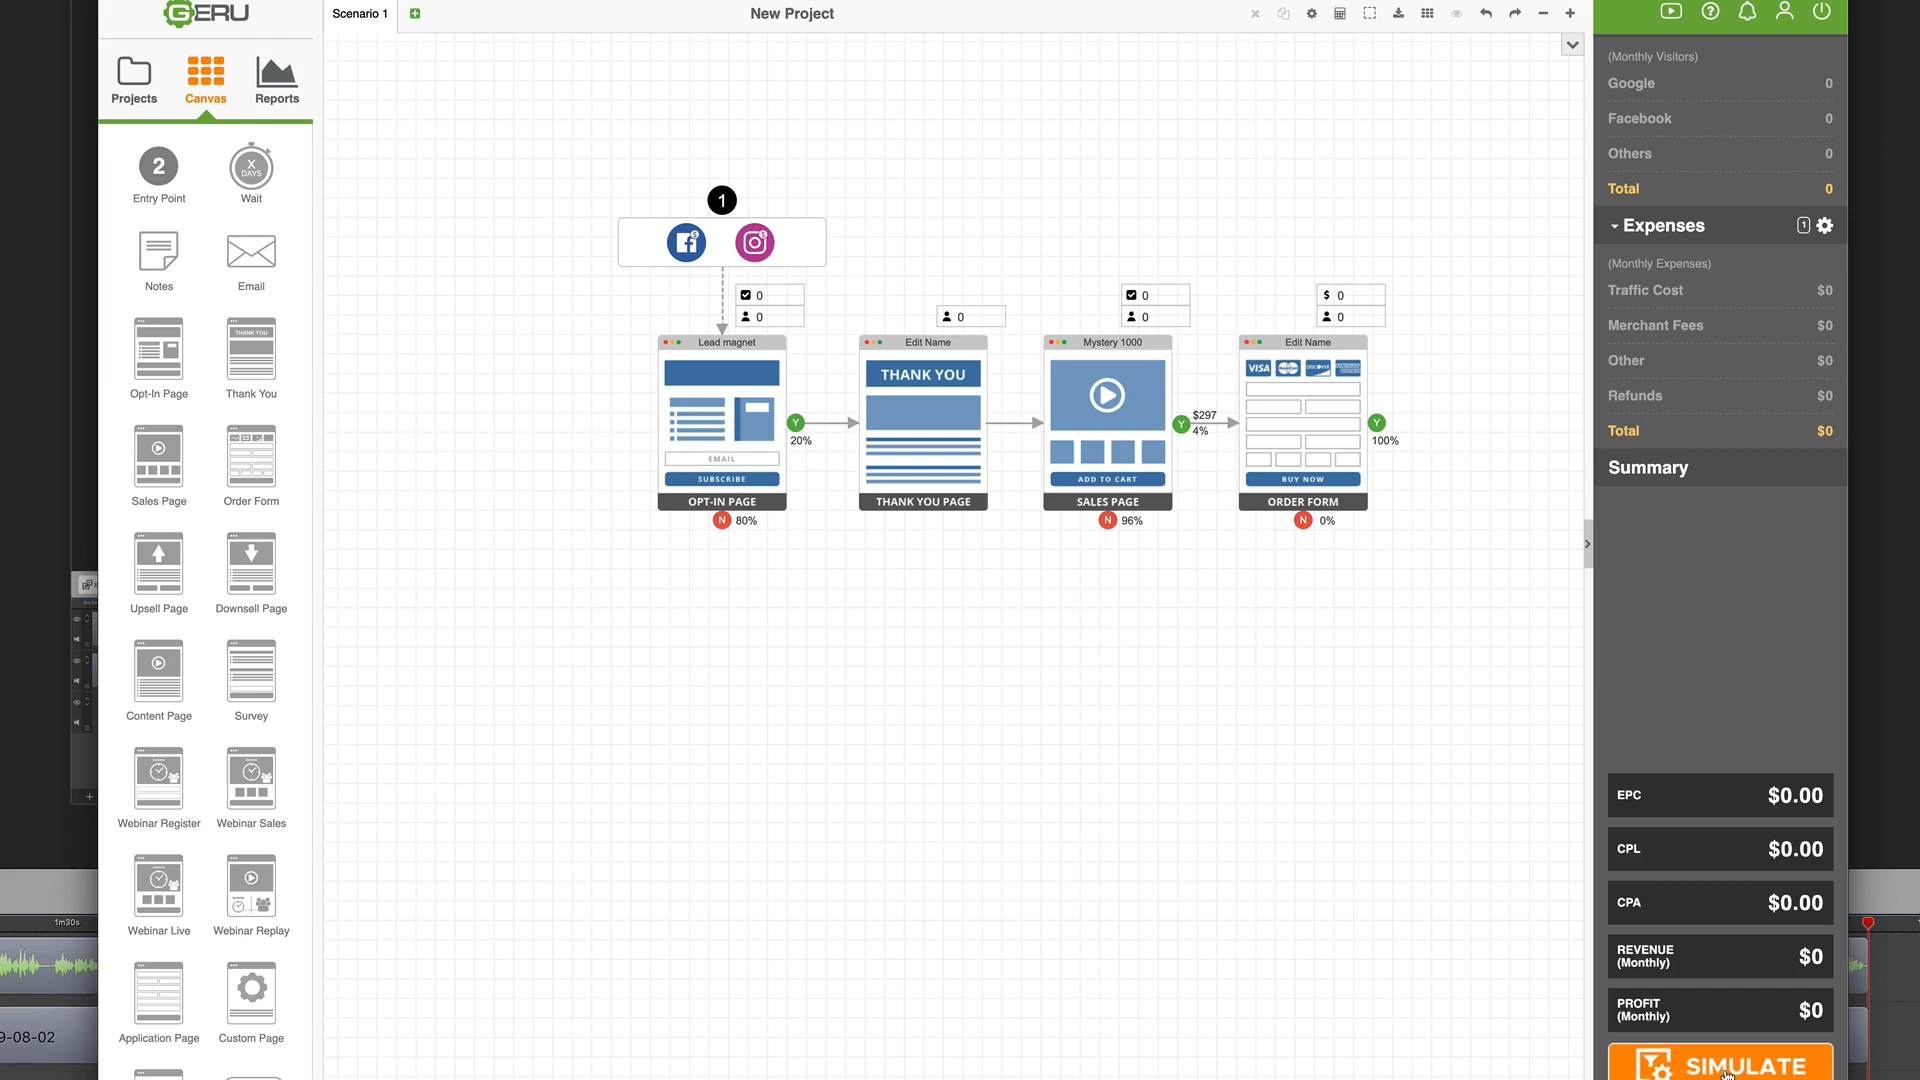 GERU
Scenario 1
New Project
Projects
Canvas
Reports
2
Entry Point
X
DAYS
Wait
Notes
Email
Opt-In Page
THANK YOU
Thank You
Sales Page
Order Form
Upsell Page
Downsell Page
Content Page
Survey
Webinar Register
Webinar Sales
Webinar Live
Webinar Replay
Application Page
Custom Page
1
0
0
0
0
0
$ 0
0
Lead magnet
EMAIL
SUBSCRIBE
OPT-IN PAGE
Y
20%
N
80%
Edit Name
THANK YOU
THANK YOU PAGE
Mystery 1000
ADD TO CART
SALES PAGE
Y
$297
4%
N
96%
Edit Name
VISA
DISCOVER
BUY NOW
ORDER FORM
Y
100%
N
0%
(Monthly Visitors)
Google 0
Facebook 0
Others 0
Total 0
Expenses 1
(Monthly Expenses)
Traffic Cost $0
Merchant Fees $0
Other $0
Refunds $0
Total $0
Summary
EPC $0.00
CPL $0.00
CPA $0.00
REVENUE
(Monthly) $0
PROFIT
(Monthly) $0
SIMULATE
1m30s
9-08-02